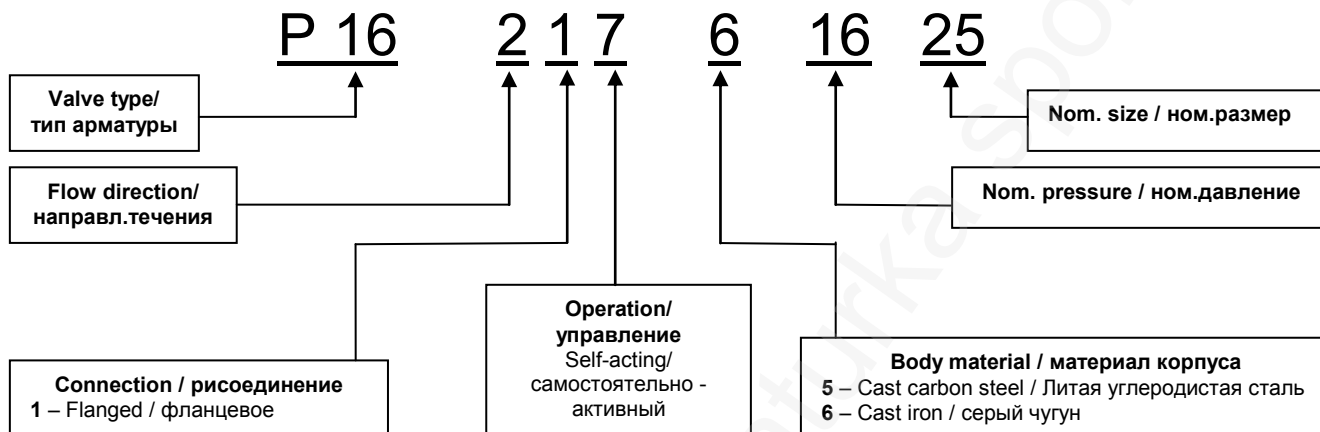 P 16 2 1 7 6 16 25
Valve type/
тип арматуры
Nom. size / ном.размер
Flow direction/
направл.течения
Nom. pressure / ном.давление
Connection / рисоединение
1 – Flanged / фланцевое
Operation/
управление
Self-acting/
самостоятельно -
активный
Body material / материал корпуса
5 – Cast carbon steel / Литая углеродистая сталь
6 – Cast iron / серый чугун